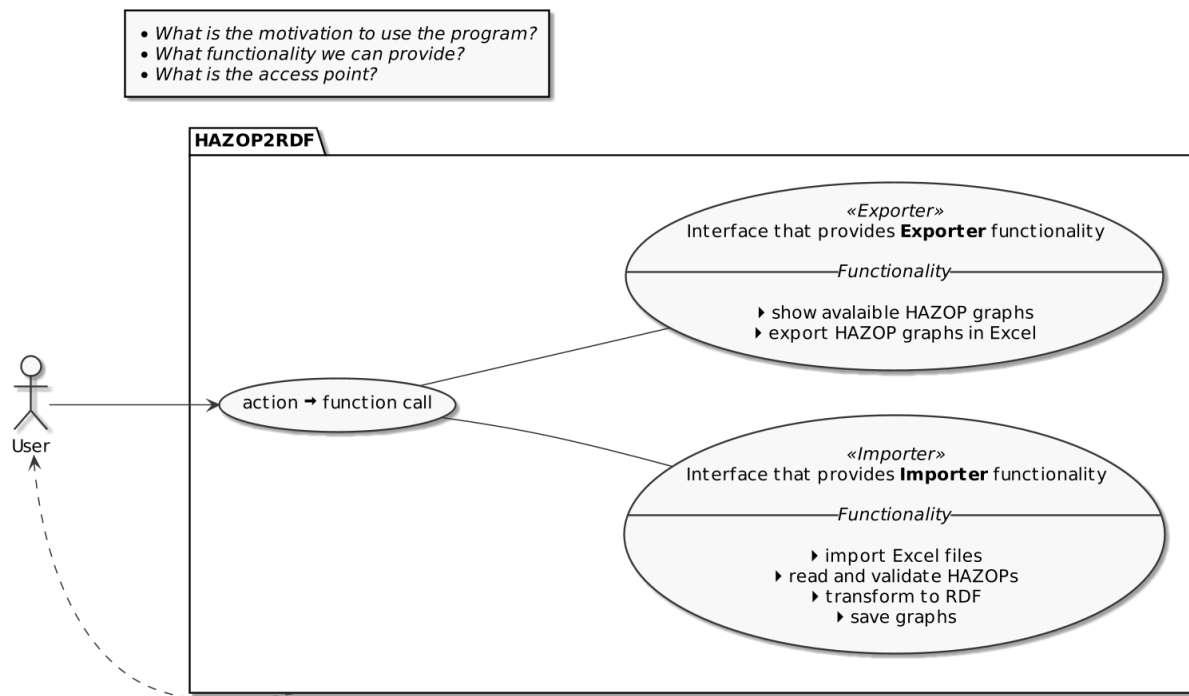 • What is the motivation to use the program?
• What functionality we can provide?
• What is the access point?
HAZOP2RDF
«Exporter»
Interface that provides Exporter functionality
Functionality
▸ show avalaible HAZOP graphs
▸ export HAZOP graphs in Excel
action ➞ function call
User
«Importer»
Interface that provides Importer functionality
Functionality
▸ import Excel files
▸ read and validate HAZOPs
▸ transform to RDF
▸ save graphs